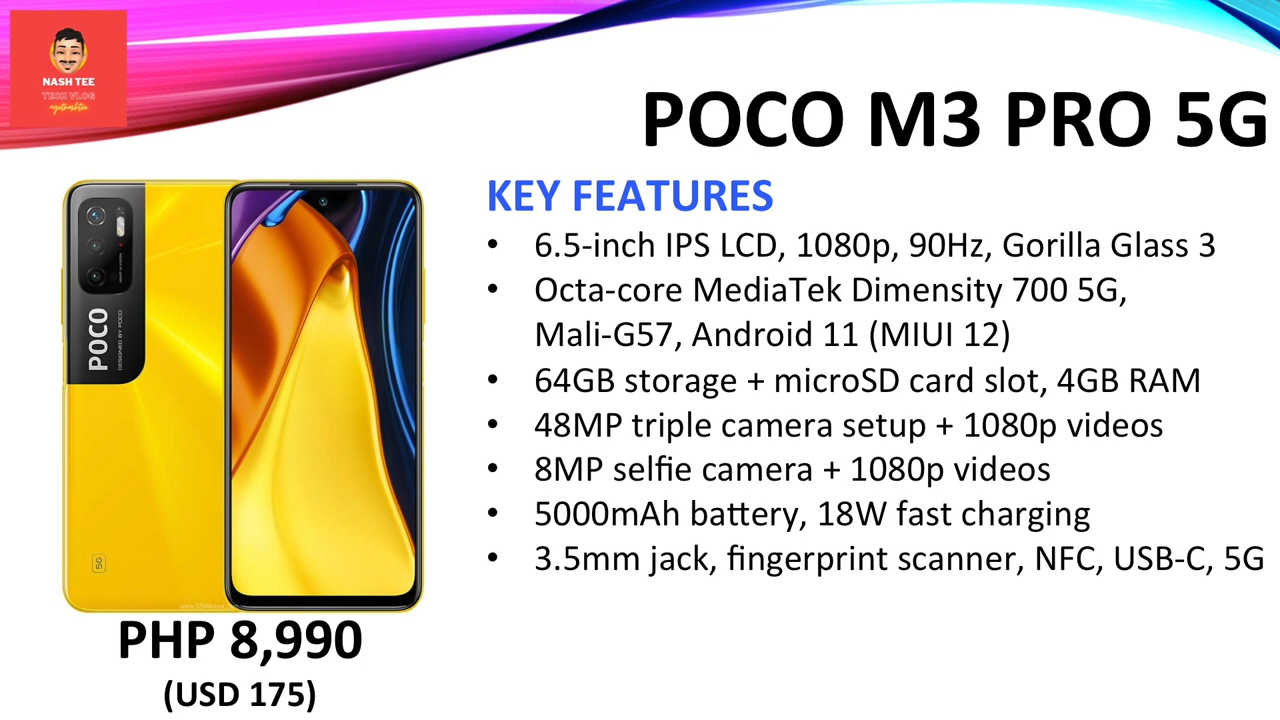 NASH TEE
TECH VLOG
POCO M3 PRO 5G
KEY FEATURES
• 6.5-inch IPS LCD, 1080p, 90Hz, Gorilla Glass 3
• Octa-core MediaTek Dimensity 700 5G,
Mali-G57, Android 11 (MIUI 12)
• 64GB storage + microSD card slot, 4GB RAM
• 48MP triple camera setup + 1080p videos
• 8MP selfie camera + 1080p videos
• 5000mAh battery, 18W fast charging
• 3.5mm jack, fingerprint scanner, NFC, USB-C, 5G
POCO
DESIGNED BY POCO
5G
PHP 8,990
(USD 175)